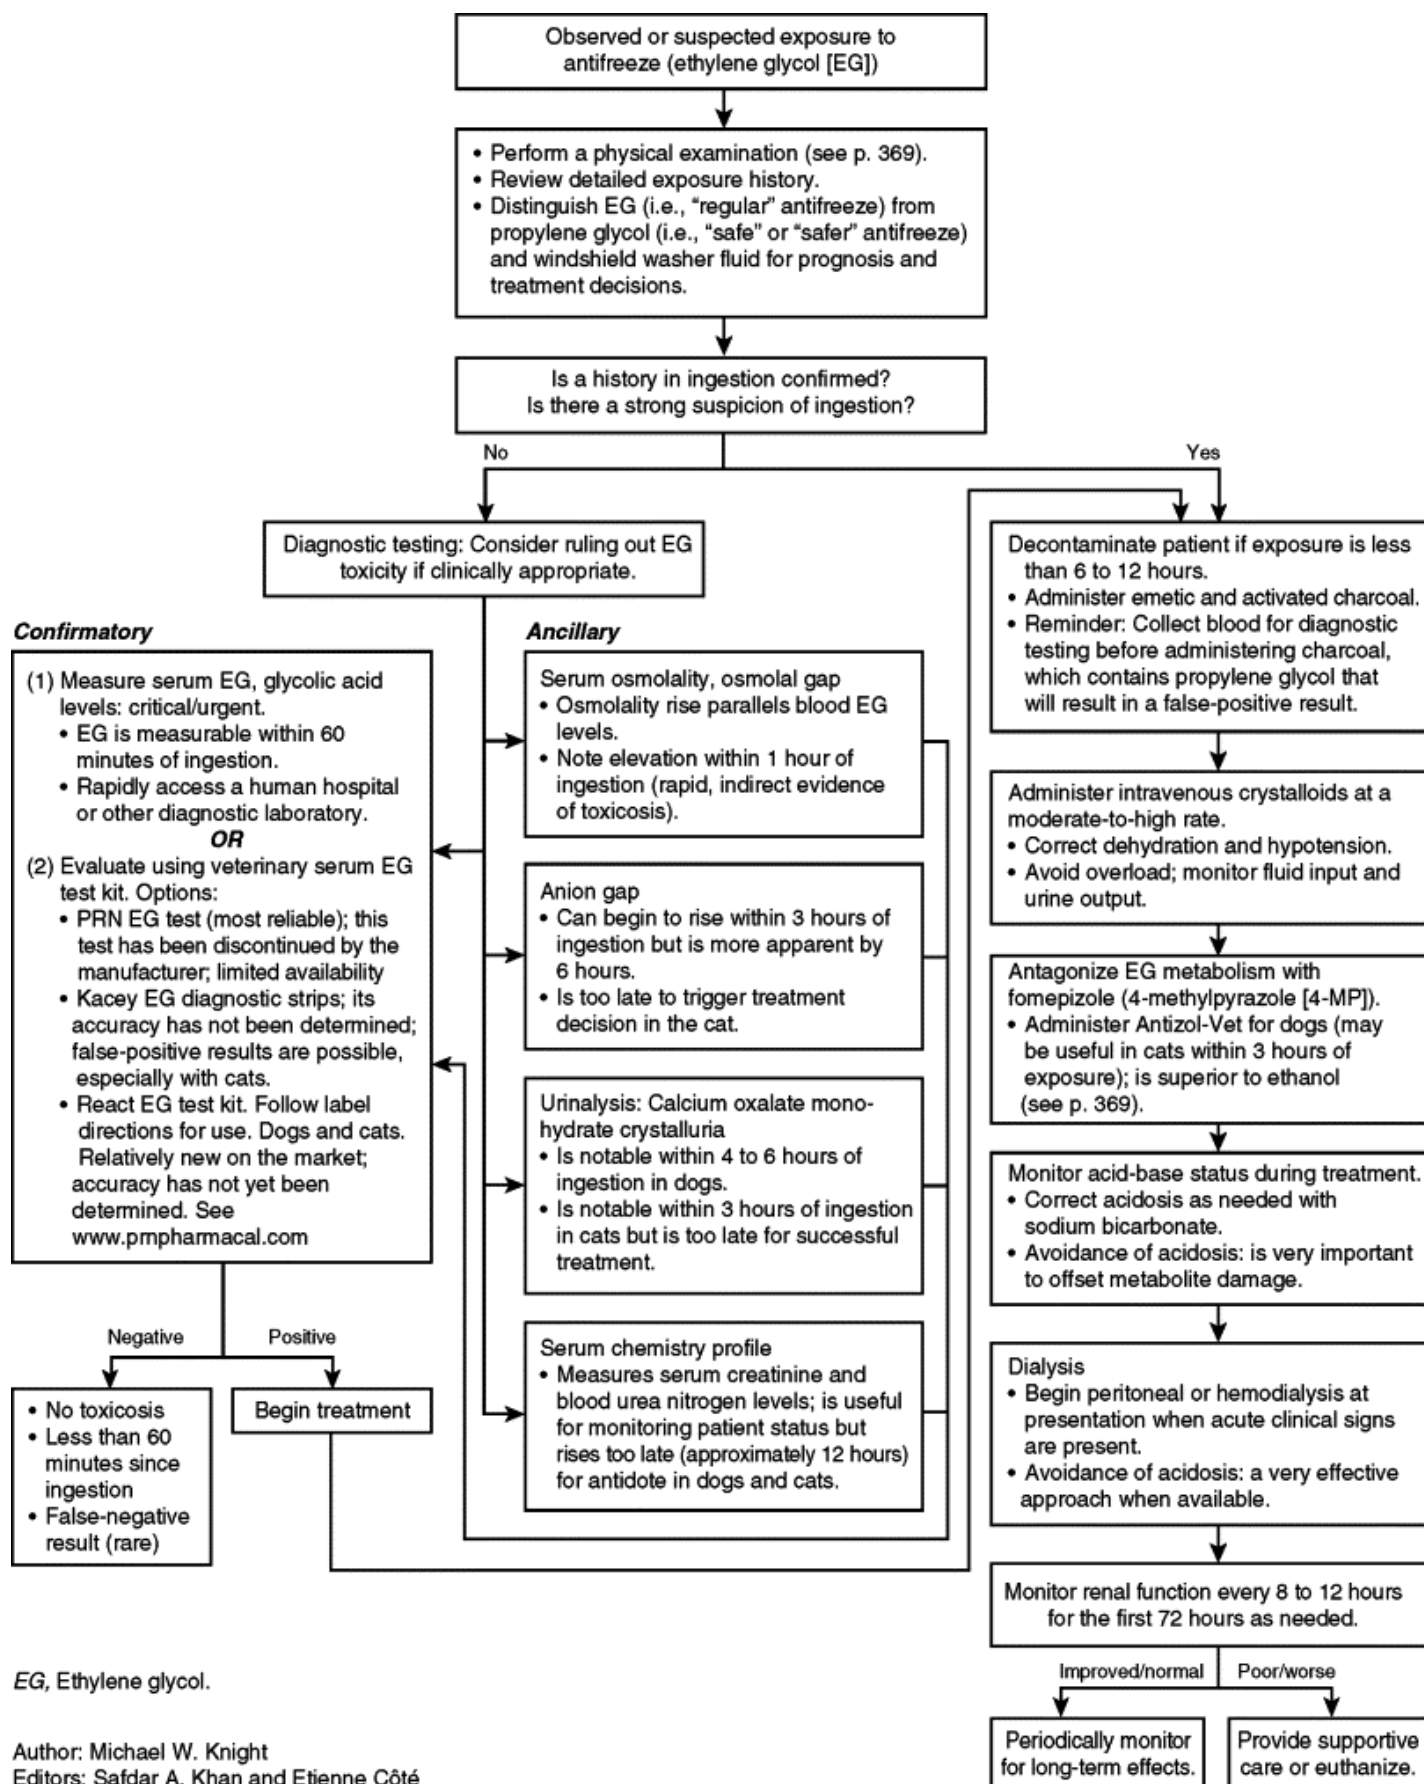 Observed or suspected exposure to
antifreeze (ethylene glycol [EG])
• Perform a physical examination (see p. 369).
• Review detailed exposure history.
• Distinguish EG (i.e., “regular” antifreeze) from
propylene glycol (i.e., “safe” or “safer” antifreeze)
and windshield washer fluid for prognosis and
treatment decisions.
Is a history in ingestion confirmed?
Is there a strong suspicion of ingestion?
No
Yes
Diagnostic testing: Consider ruling out EG
toxicity if clinically appropriate.
Confirmatory
(1) Measure serum EG, glycolic acid
levels: critical/urgent.
• EG is measurable within 60
minutes of ingestion.
• Rapidly access a human hospital
or other diagnostic laboratory.
OR
(2) Evaluate using veterinary serum EG
test kit. Options:
• PRN EG test (most reliable); this
test has been discontinued by the
manufacturer; limited availability
• Kacey EG diagnostic strips; its
accuracy has not been determined;
false-positive results are possible,
especially with cats.
• React EG test kit. Follow label
directions for use. Dogs and cats.
Relatively new on the market;
accuracy has not yet been
determined. See
www.prnpharmacal.com
Negative
Positive
• No toxicosis
• Less than 60
minutes since
ingestion
• False-negative
result (rare)
Begin treatment
Ancillary
Serum osmolality, osmolal gap
• Osmolality rise parallels blood EG
levels.
• Note elevation within 1 hour of
ingestion (rapid, indirect evidence
of toxicosis).
Anion gap
• Can begin to rise within 3 hours of
ingestion but is more apparent by
6 hours.
• Is too late to trigger treatment
decision in the cat.
Urinalysis: Calcium oxalate mono-
hydrate crystalluria
• Is notable within 4 to 6 hours of
ingestion in dogs.
• Is notable within 3 hours of ingestion
in cats but is too late for successful
treatment.
Serum chemistry profile
• Measures serum creatinine and
blood urea nitrogen levels; is useful
for monitoring patient status but
rises too late (approximately 12 hours)
for antidote in dogs and cats.
Decontaminate patient if exposure is less
than 6 to 12 hours.
• Administer emetic and activated charcoal.
• Reminder: Collect blood for diagnostic
testing before administering charcoal,
which contains propylene glycol that
will result in a false-positive result.
Administer intravenous crystalloids at a
moderate-to-high rate.
• Correct dehydration and hypotension.
• Avoid overload; monitor fluid input and
urine output.
Antagonize EG metabolism with
fomepizole (4-methylpyrazole [4-MP]).
• Administer Antizol-Vet for dogs (may
be useful in cats within 3 hours of
exposure); is superior to ethanol
(see p. 369).
Monitor acid-base status during treatment.
• Correct acidosis as needed with
sodium bicarbonate.
• Avoidance of acidosis: is very important
to offset metabolite damage.
Dialysis
• Begin peritoneal or hemodialysis at
presentation when acute clinical signs
are present.
• Avoidance of acidosis: a very effective
approach when available.
Monitor renal function every 8 to 12 hours
for the first 72 hours as needed.
Improved/normal
Poor/worse
Periodically monitor
for long-term effects.
Provide supportive
care or euthanize.
EG, Ethylene glycol.
Author: Michael W. Knight
Editors: Safdar A. Khan and Etienne Côté